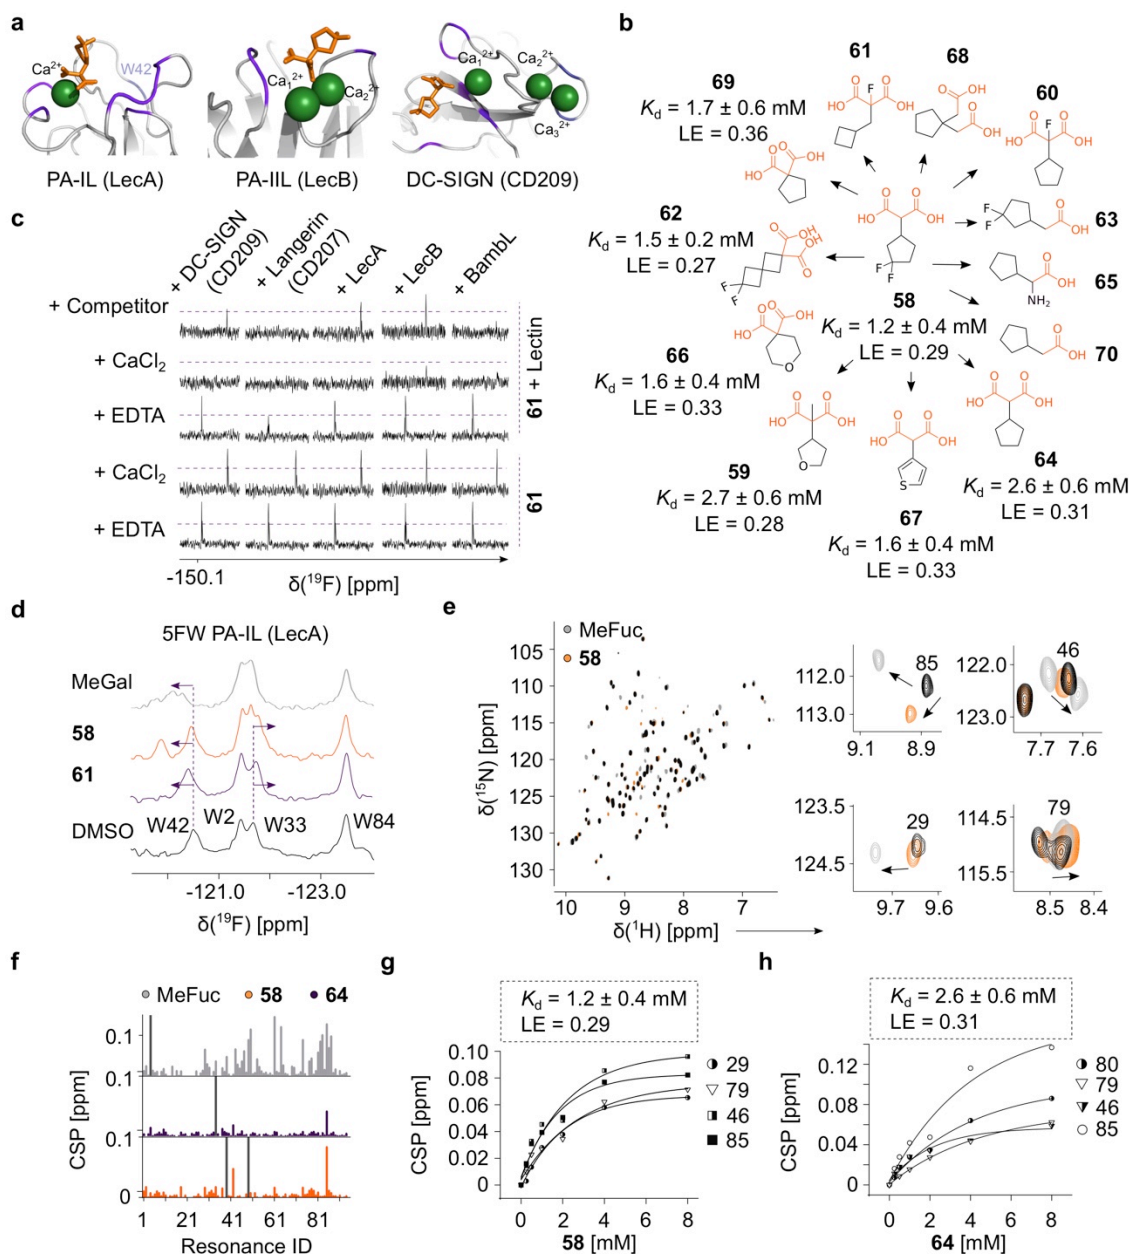 a
Ca2+
W42
PA-IL (LecA)
Ca12+
Ca22+
PA-IIL (LecB)
Ca12+
Ca22+
Ca32+
DC-SIGN (CD209)
b
61
68
69
Kd = 1.7 ± 0.6 mM
LE = 0.36
60
62
Kd = 1.5 ± 0.2 mM
LE = 0.27
63
65
58
Kd = 1.2 ± 0.4 mM
LE = 0.29
70
66
Kd = 1.6 ± 0.4 mM
LE = 0.33
59
Kd = 2.7 ± 0.6 mM
LE = 0.28
67
Kd = 1.6 ± 0.4 mM
LE = 0.33
64
Kd = 2.6 ± 0.6 mM
LE = 0.31
O
OH
F
S
NH2
c
+ DC-SIGN
(CD209)
+ Langerin
(CD207)
+ LecA
+ LecB
+ BambL
+ Competitor
+ CaCl2
+ EDTA
+ CaCl2
+ EDTA
61 + Lectin
61
-150.1
δ(19F) [ppm]
d
5FW PA-IL (LecA)
MeGal
58
61
DMSO
W42
W2
W33
W84
-121.0
-123.0
δ(19F) [ppm]
e
MeFuc
58
105
110
115
120
125
130
δ(15N) [ppm]
10 9 8 7 6
δ(1H) [ppm]
85
112.0
113.0
9.1 8.9
46
122.0
123.0
7.7 7.6
29
123.5
124.5
9.7 9.6
79
114.5
115.5
8.5 8.4
f
MeFuc 58 64
0.1
0.1
0.1
0
CSP [ppm]
1 21 41 61 81
Resonance ID
g
Kd = 1.2 ± 0.4 mM
LE = 0.29
0.10
0.08
0.06
0.04
0.02
0
CSP [ppm]
0 2 4 6 8
58 [mM]
29
79
46
85
h
Kd = 2.6 ± 0.6 mM
LE = 0.31
0.12
0.08
0.04
0
CSP [ppm]
0 2 4 6 8
64 [mM]
80
79
46
85